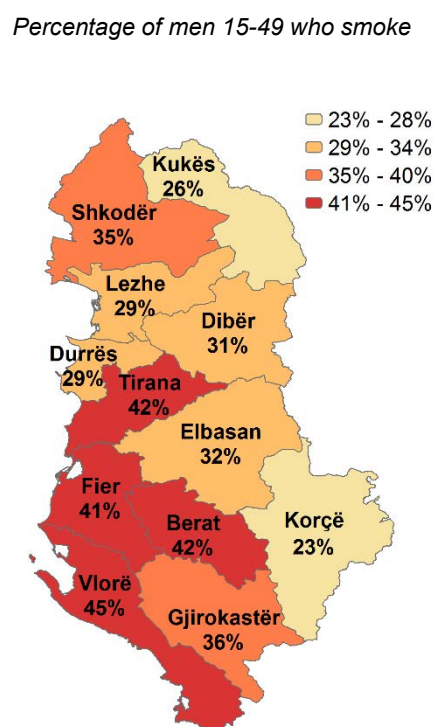 Percentage of men 15-49 who smoke
23% - 28%
29% - 34%
35% - 40%
41% - 45%
Kukës
26%
Shkodër
35%
Lezhe
29%
Dibër
31%
Durrës
29%
Tirana
42%
Elbasan
32%
Fier
41%
Berat
42%
Korçë
23%
Vlorë
45%
Gjirokastër
36%